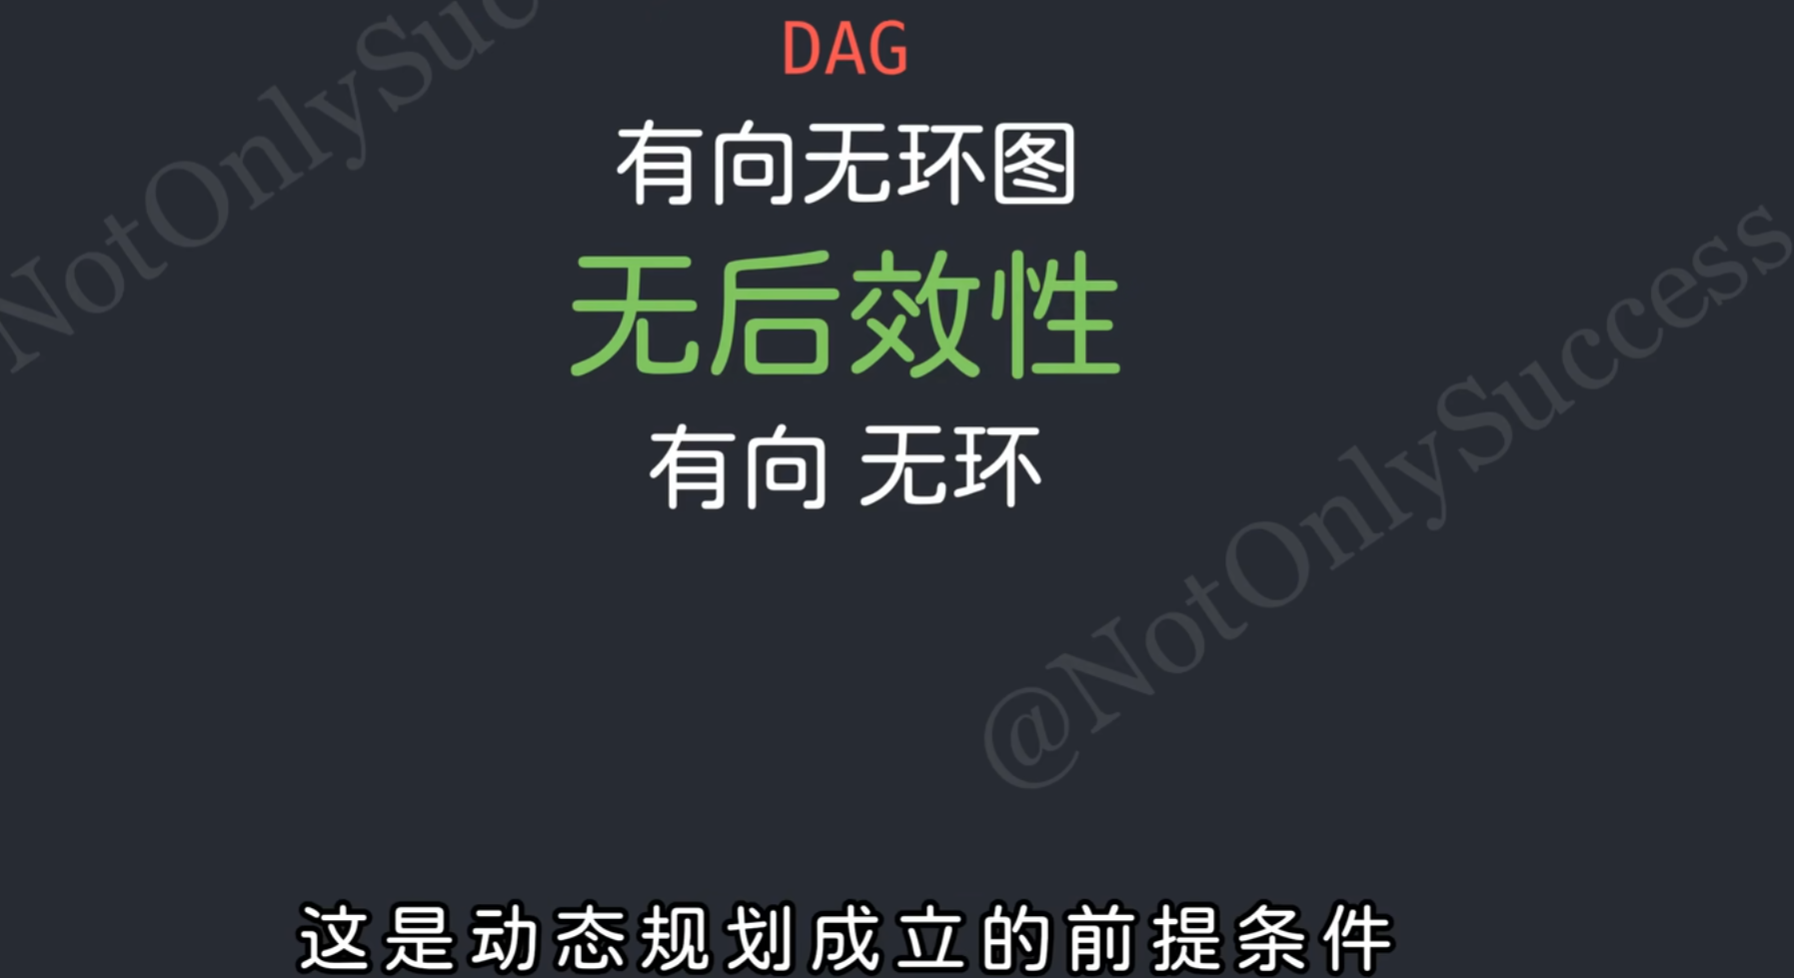 DAG
有向无环图
无后效性
有向 无环
@NotOnlySuccess
NotOnlySuc
这是动态规划成立的前提条件